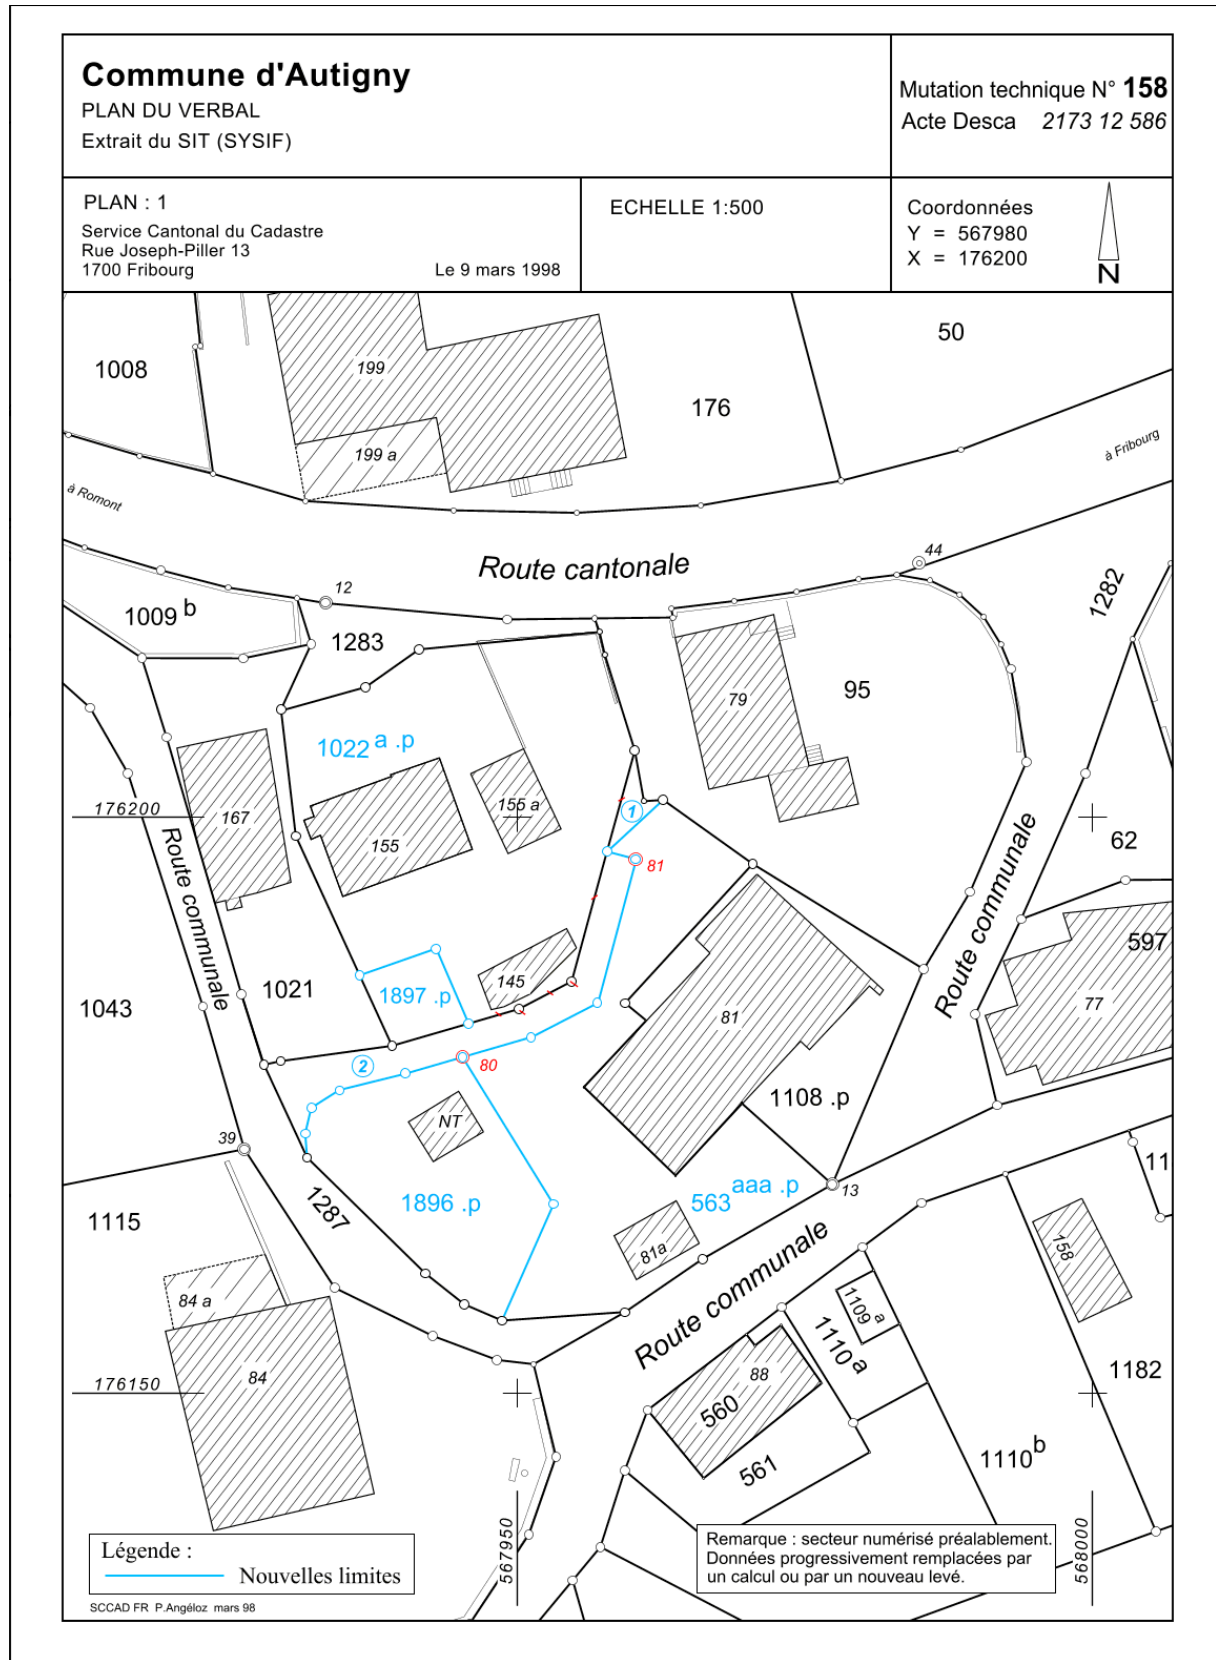 Commune d'Autigny
PLAN DU VERBAL
Extrait du SIT (SYSIF)
Mutation technique N° 158
Acte Desca 2173 12 586
PLAN : 1
Service Cantonal du Cadastre
Rue Joseph-Piller 13
1700 Fribourg
Le 9 mars 1998
ECHELLE 1:500
Coordonnées
Y = 567980
X = 176200
N
50
1008
199
176
199 a
à Fribourg
à Romont
Route cantonale
44
12
1009 b
1282
1283
79
95
1022 a .p
176200
167
155 a
1
155
62
81
Route communale
Route communale
597
1021
1897 .p
145
1043
81
77
2
80
1108 .p
NT
39
11
1287
1896 .p
563 aaa .p
13
1115
81a
158
84 a
Route communale
1109 a
1110 a
176150
84
88
1182
560
561
1110 b
567950
568000
Légende :
Nouvelles limites
Remarque : secteur numérisé préalablement.
Données progressivement remplacées par
un calcul ou par un nouveau levé.
SCCAD FR P.Angéloz mars 98